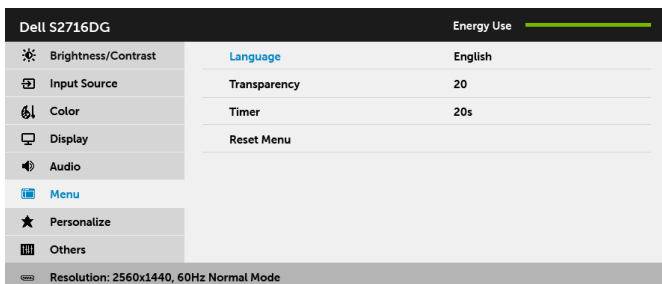 Dell S2716DG
Energy Use
Brightness/Contrast
Language English
Input Source
Transparency 20
Color
Timer 20s
Display
Reset Menu
Audio
Menu
Personalize
Others
Resolution: 2560x1440, 60Hz Normal Mode